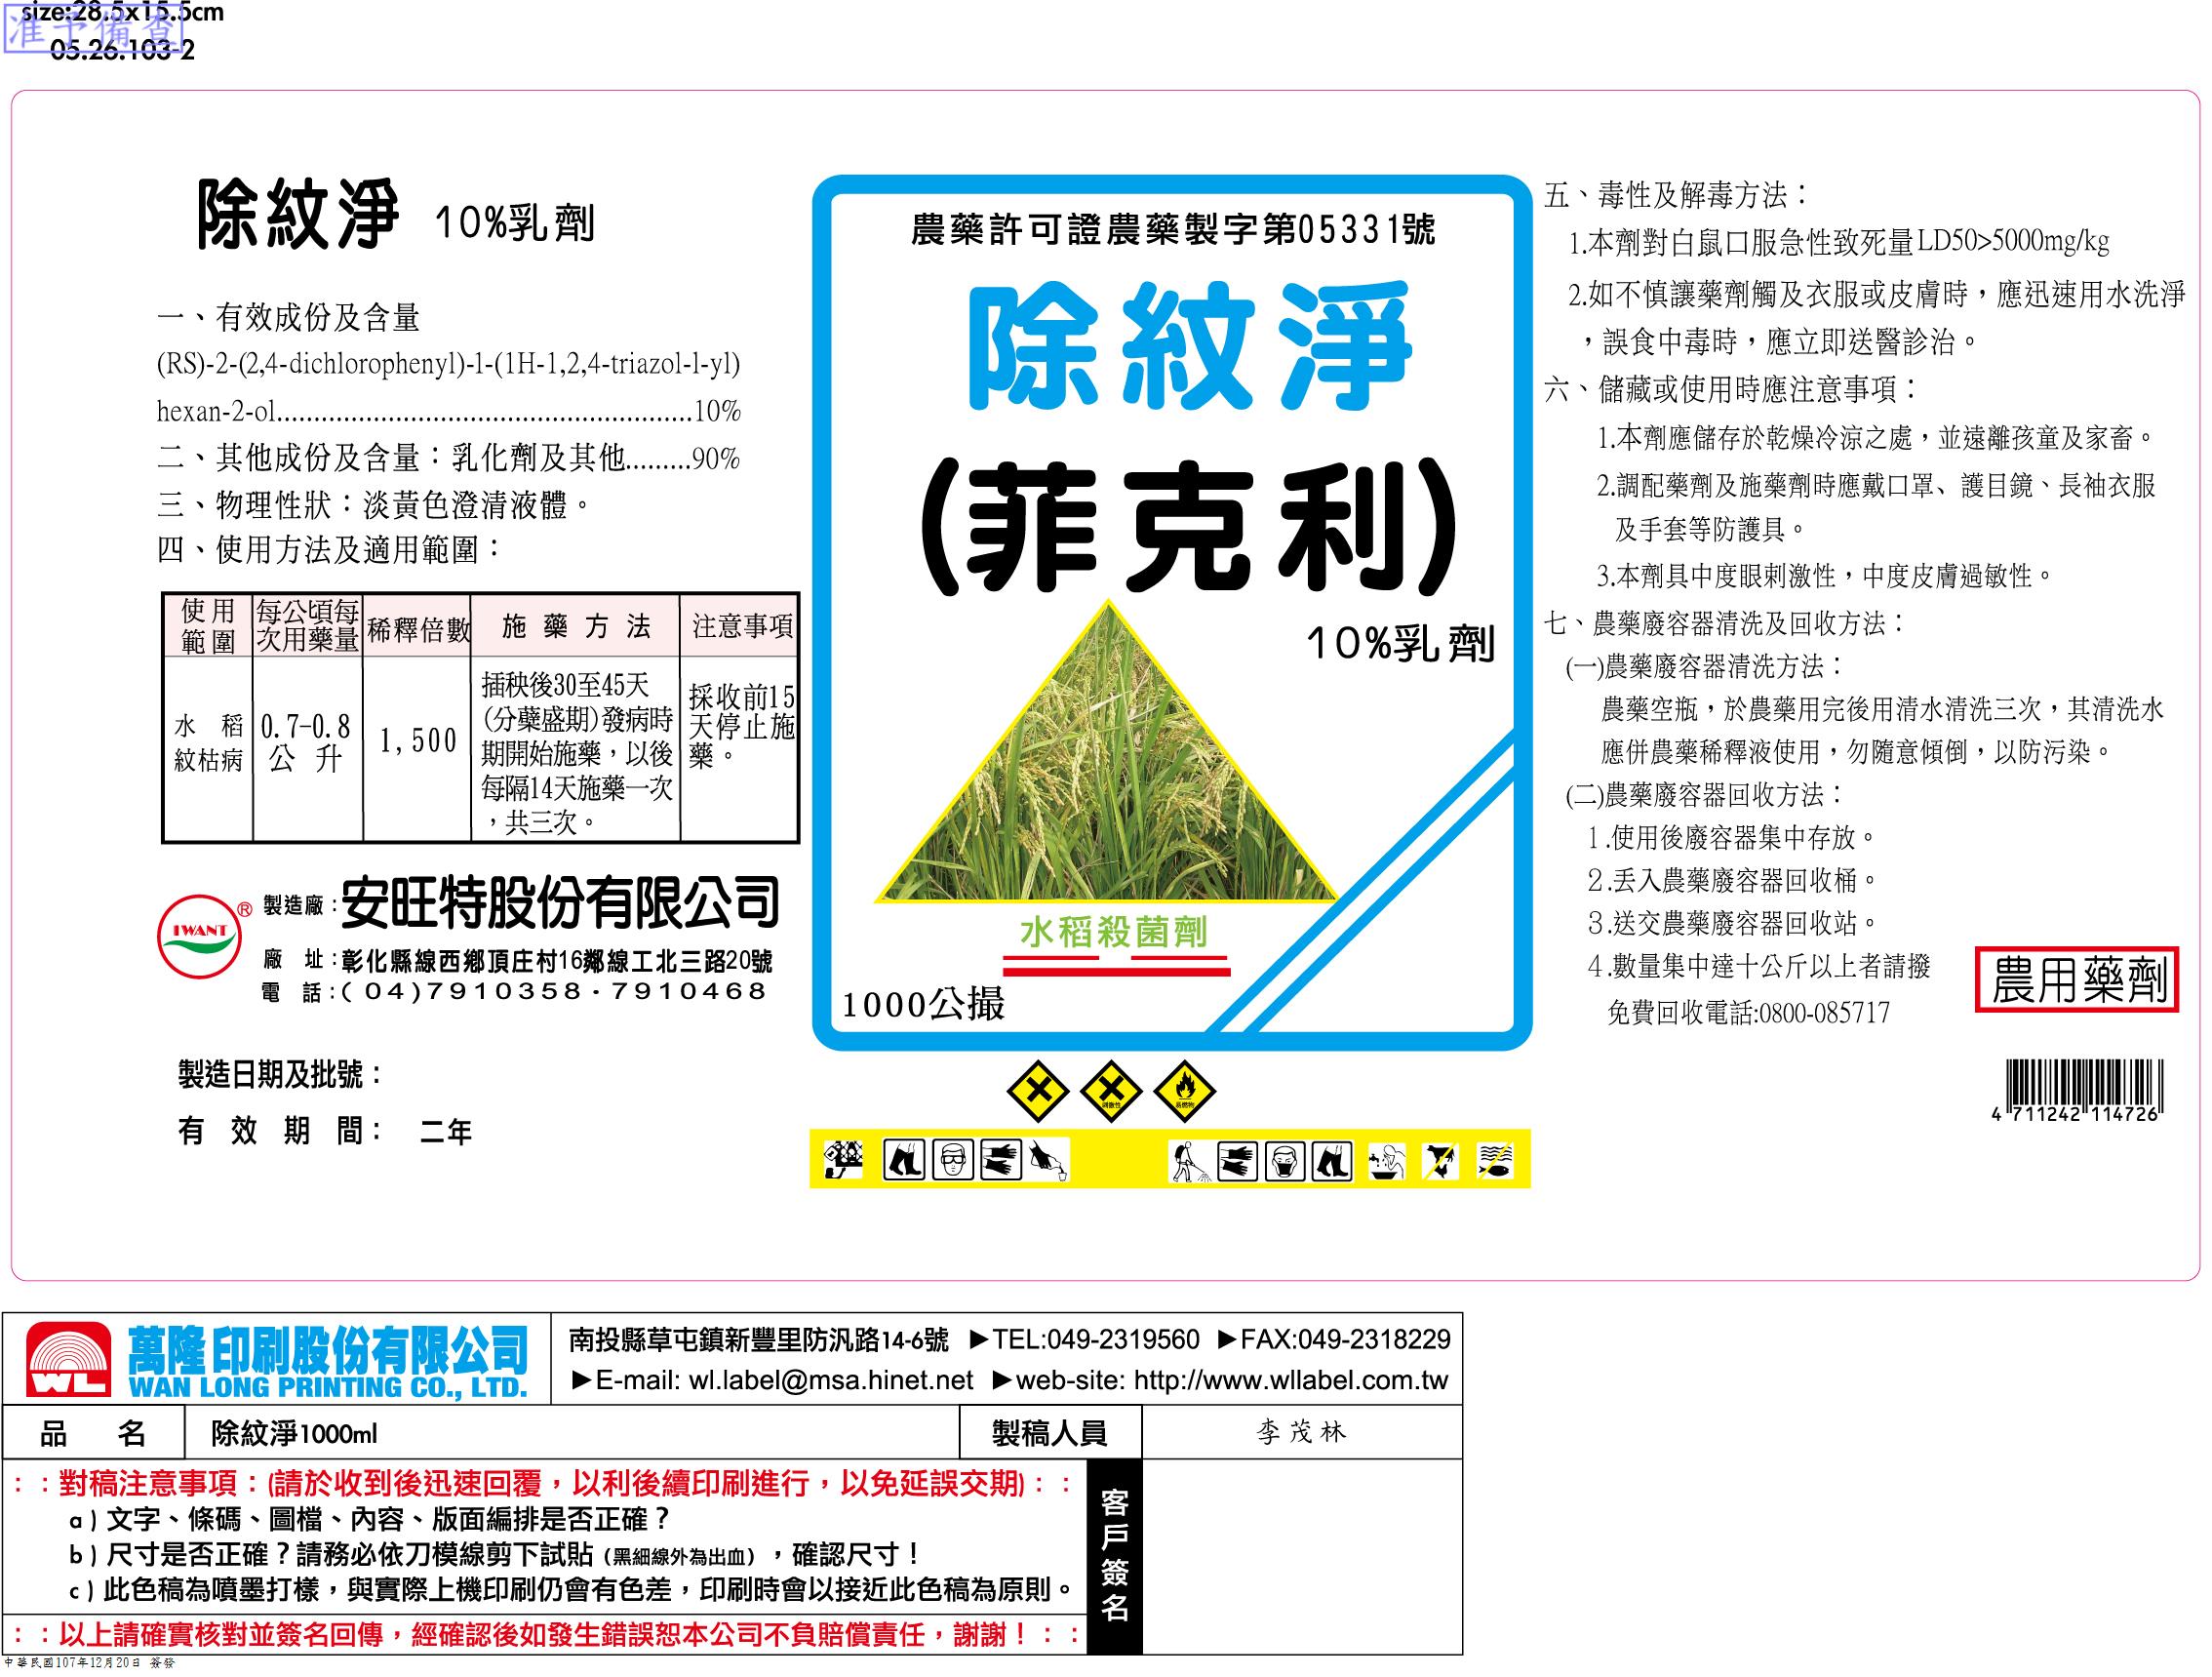 size:28.5x15.5cm
准予備查
05.26.103-2
除紋淨 10%乳劑
一、有效成份及含量
(RS)-2-(2,4-dichlorophenyl)-1-(1H-1,2,4-triazol-l-yl)
hexan-2-ol........................................................10%
二、其他成份及含量：乳化劑及其他.........90%
三、物理性狀：淡黃色澄清液體。
四、使用方法及適用範圍：
使用範圍 每公頃每次用藥量 稀釋倍數 施藥方法 注意事項
水稻紋枯病 0.7-0.8公升 1,500
插秧後30至45天
(分蘗盛期)發病時
期開始施藥，以後
每隔14天施藥一次
，共三次。
採收前15
天停止施
藥。
IWANT ®
製造廠：安旺特股份有限公司
廠 址：彰化縣線西鄉頂庄村16鄰線工北三路20號
電 話：(04)7910358．7910468
製造日期及批號：
有效期間： 二年
農藥許可證農藥製字第05331號
除紋淨
(菲克利)
10%乳劑
水稻殺菌劑
1000公撮
刺激性
易燃物
五、毒性及解毒方法：
1.本劑對白鼠口服急性致死量LD50>5000mg/kg
2.如不慎讓藥劑觸及衣服或皮膚時，應迅速用水洗淨
，誤食中毒時，應立即送醫診治。
六、儲藏或使用時應注意事項：
1.本劑應儲存於乾燥冷涼之處，並遠離孩童及家畜。
2.調配藥劑及施藥劑時應戴口罩、護目鏡、長袖衣服
及手套等防護具。
3.本劑具中度眼刺激性，中度皮膚過敏性。
七、農藥廢容器清洗及回收方法：
(一)農藥廢容器清洗方法：
農藥空瓶，於農藥用完後用清水清洗三次，其清洗水
應併農藥稀釋液使用，勿隨意傾倒，以防污染。
(二)農藥廢容器回收方法：
1.使用後廢容器集中存放。
2.丟入農藥廢容器回收桶。
3.送交農藥廢容器回收站。
4.數量集中達十公斤以上者請撥
免費回收電話:0800-085717
農用藥劑
4 711242 114726
WL
萬隆印刷股份有限公司
WAN LONG PRINTING CO., LTD.
南投縣草屯鎮新豐里防汎路14-6號 ▶TEL:049-2319560 ▶FAX:049-2318229
▶E-mail: wl.label@msa.hinet.net ▶web-site: http://www.wllabel.com.tw
品名 除紋淨1000ml 製稿人員 李茂林
：：對稿注意事項：(請於收到後迅速回覆，以利後續印刷進行，以免延誤交期)：：
a）文字、條碼、圖檔、內容、版面編排是否正確？
b）尺寸是否正確？請務必依刀模線剪下試貼（黑細線外為出血），確認尺寸！
c）此色稿為噴墨打樣，與實際上機印刷仍會有色差，印刷時會以接近此色稿為原則。
：：以上請確實核對並簽名回傳，經確認後如發生錯誤恕本公司不負賠償責任，謝謝！：：
客戶簽名
中華民國107年12月20日 簽發